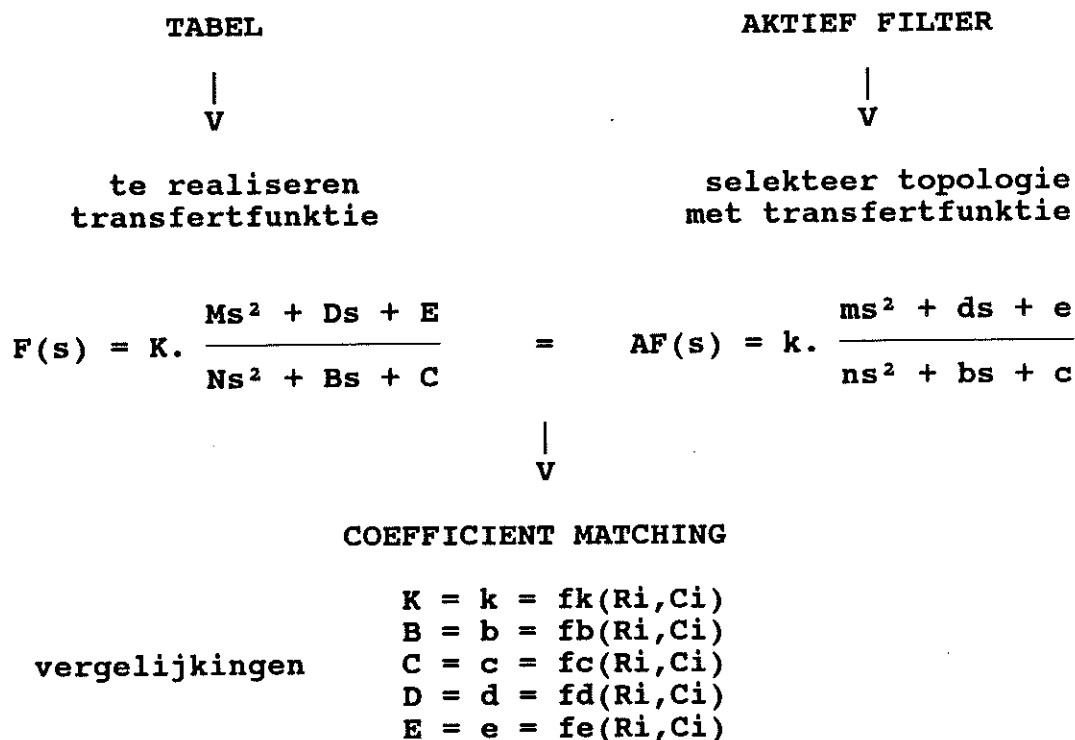 TABEL AKTIEF FILTER
| |
V V
te realiseren selekteer topologie
transfertfunktie met transfertfunktie
Ms² + Ds + E ms² + ds + e
F(s) = K. ———————— = AF(s) = k. ————————
Ns² + Bs + C ns² + bs + c
|
V
COEFFICIENT MATCHING
K = k = fk(Ri,Ci)
B = b = fb(Ri,Ci)
vergelijkingen C = c = fc(Ri,Ci)
D = d = fd(Ri,Ci)
E = e = fe(Ri,Ci)